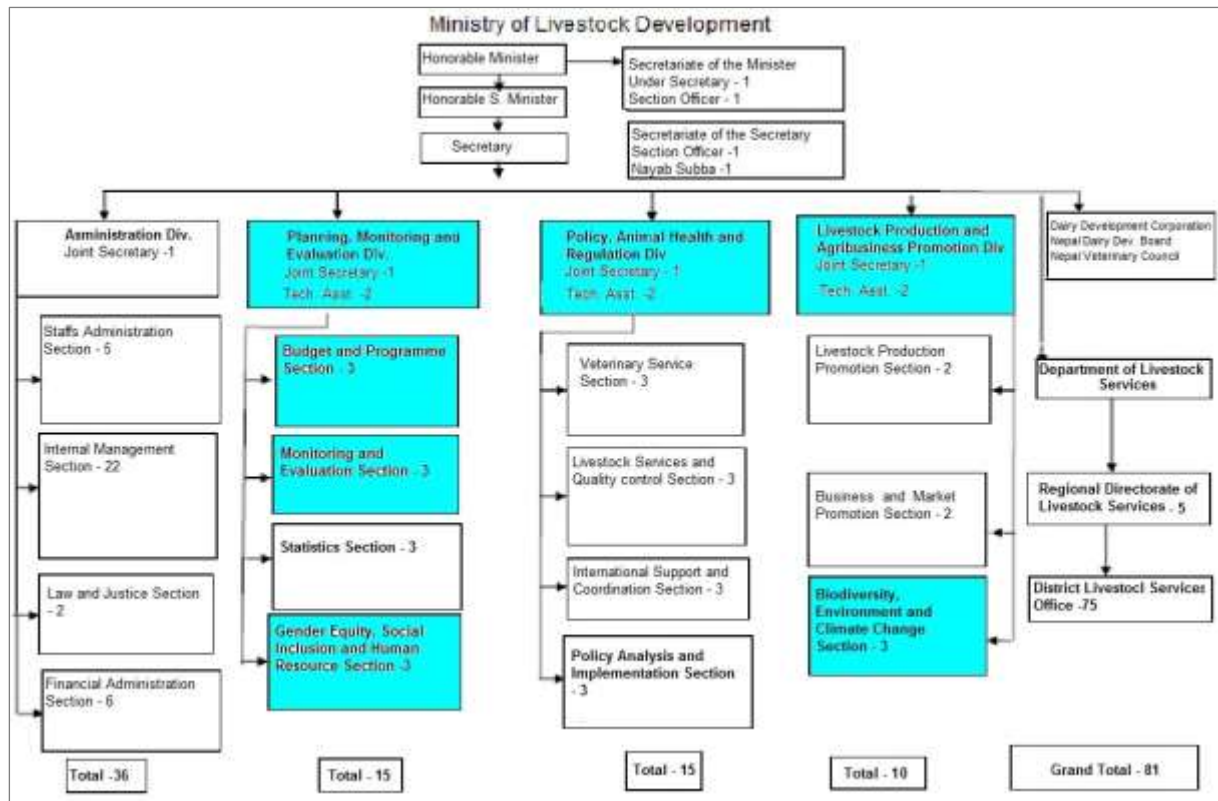 Ministry of Livestock Development
Honorable Minister
Secretariate of the Minister
Under Secretary - 1
Section Officer - 1
Honorable S. Minister
Secretary
Secretariate of the Secretary
Section Officer -1
Nayab Subba -1
Asministration Div.
Joint Secretary -1
Staffs Administration
Section - 5
Internal Management
Section - 22
Law and Justice Section
- 2
Financial Administration
Section - 6
Total -36
Planning, Monitoring and
Evaluation Div.
Joint Secretary -1
Tech. Asst. -2
Budget and Programme
Section - 3
Monitoring and
Evaluation Section - 3
Statistics Section - 3
Gender Equity, Social
Inclusion and Human
Resource Section -3
Total - 15
Policy, Animal Health and
Regulation Div
Joint Secretary - 1
Tech. Asst. -2
Veterinary Service
Section - 3
Livestock Services and
Quality control Section - 3
International Support and
Coordination Section - 3
Policy Analysis and
Implementation Section
- 3
Total - 15
Livestock Production and
Agribusiness Promotion Div
Joint Secretary -1
Tech. Asst. -2
Livestock Production
Promotion Section - 2
Business and Market
Promotion Section - 2
Biodiversity,
Environment and
Climate Change
Section - 3
Total - 10
Dairy Development Corporation
Nepal Dairy Dev. Board
Nepal Veternary Council
Department of Livestock
Services
Regional Directorate of
Livestock Services - 5
District Livestocl Services
Office -75
Grand Total - 81